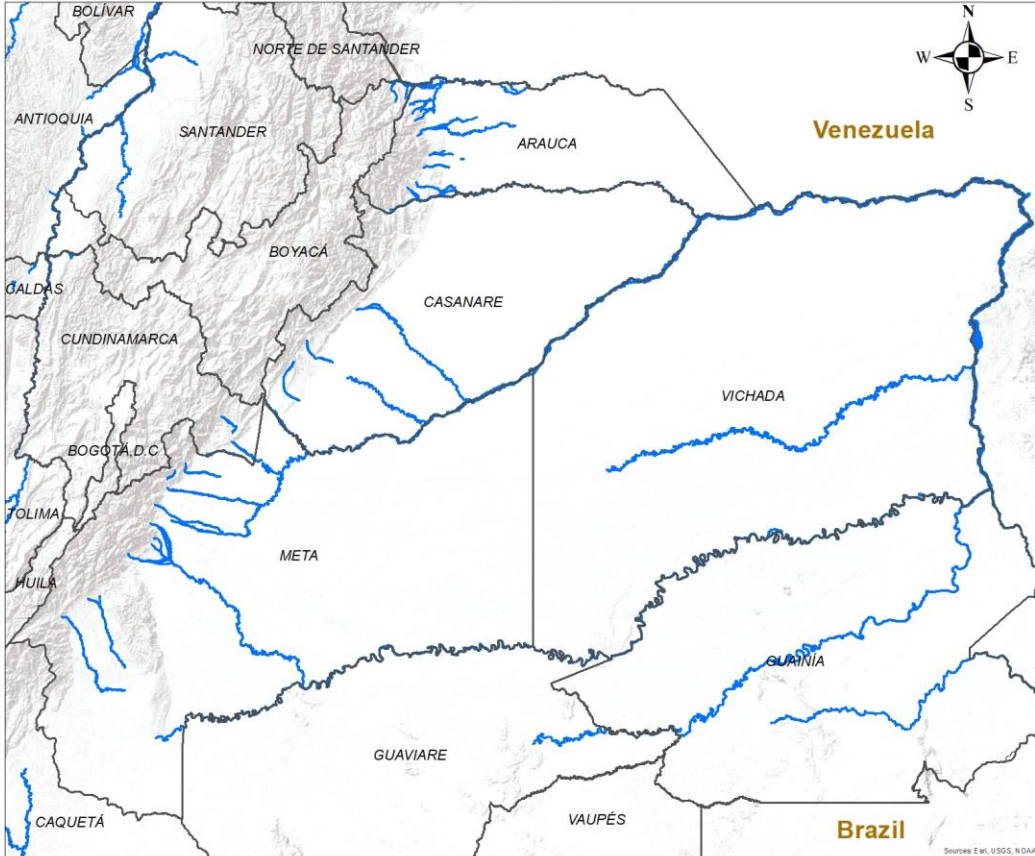 BOLÍVAR
N
NORTE DE SANTANDER
W
E
S
ANTIOQUIA
SANTANDER
ARAUCA
Venezuela
BOYACÁ
CALDAS
CASANARE
CUNDINAMARCA
VICHADA
BOGOTÁ D.C
TOLIMA
META
HUILA
GUAINÍA
GUAVIARE
CAQUETÁ
VAUPÉS
Brazil
Sources: Esri, USGS, NOAA